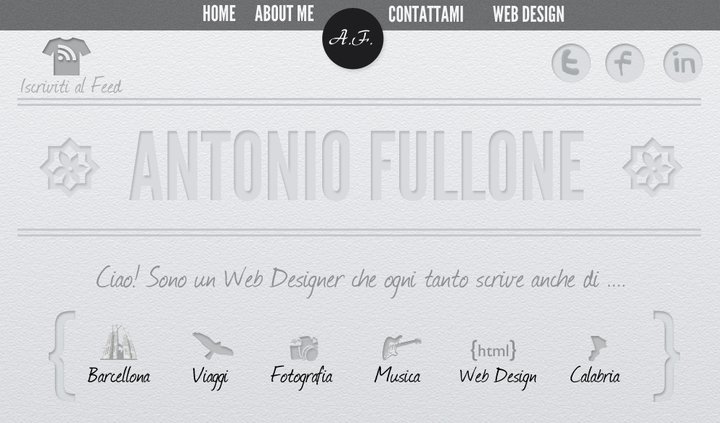 HOME ABOUT ME A.F. CONTATTAMI WEB DESIGN
Iscriviti al Feed
t f in
ANTONIO FULLONE
Ciao! Sono un Web Designer che ogni tanto scrive anche di ....
{html}
Barcellona Viaggi Fotografia Musica Web Design Calabria